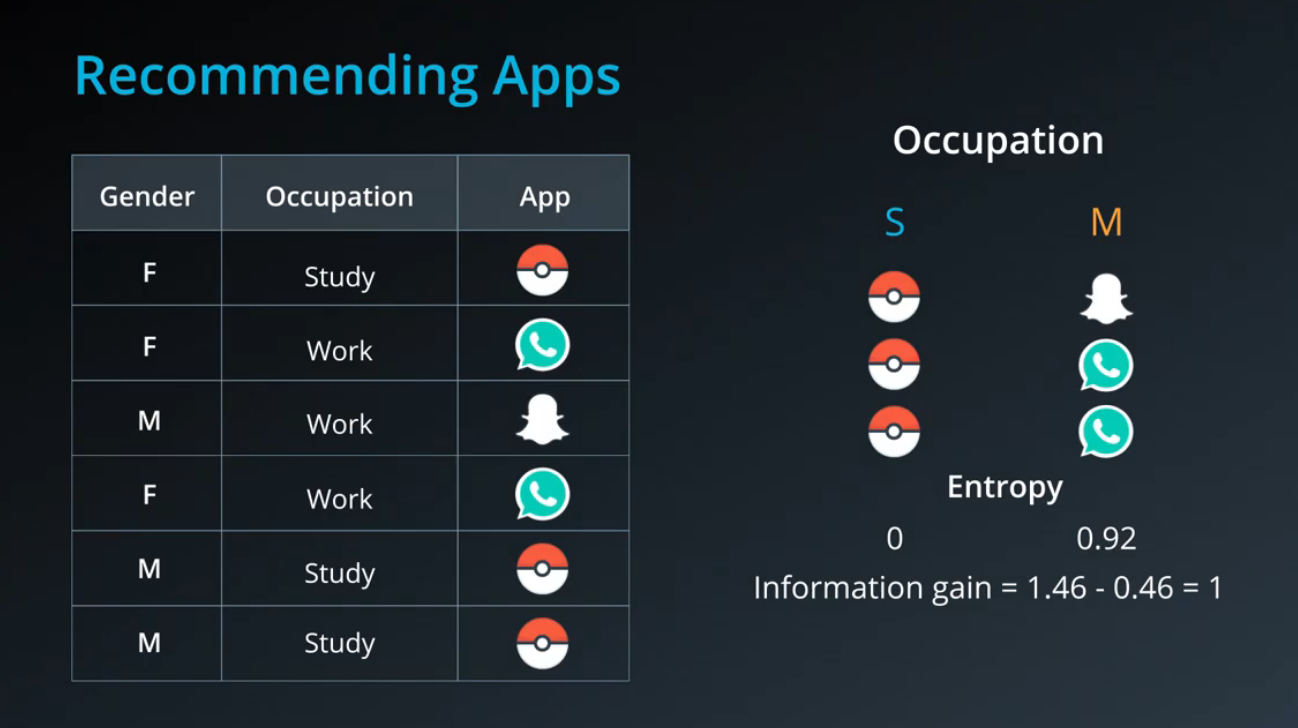 Recommending Apps
Gender Occupation App
F Study
F Work
M Work
F Work
M Study
M Study
Occupation
S M
Entropy
0 0.92
Information gain = 1.46 - 0.46 = 1